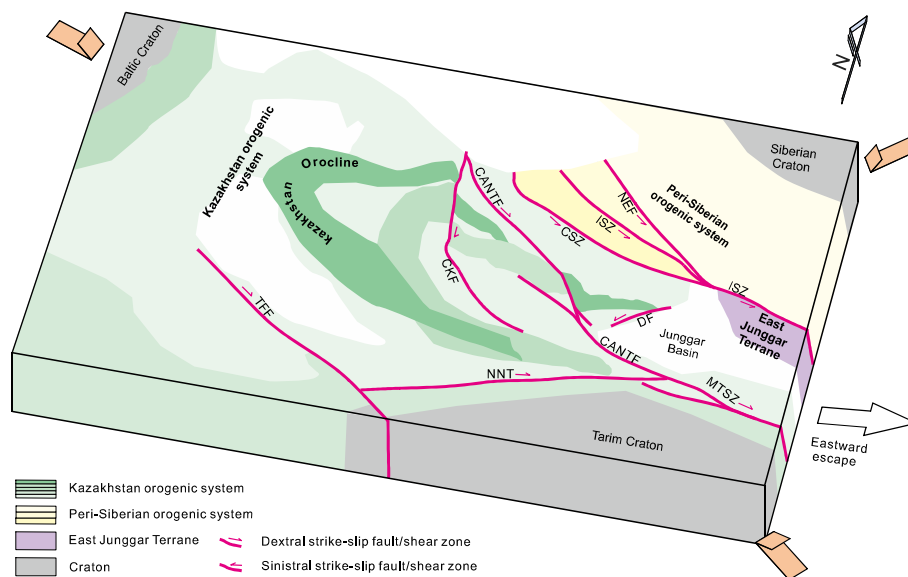 Baltic Craton
N
Siberian
Craton
Kazakhstan orogenic
system
Orocline
Kazakhstan
CANTF
NEF
Peri-Siberian
orogenic system
ISZ
CSZ
CKF
TFF
ISZ
DF
East
Junggar
Terrane
Junggar
Basin
CANTF
NNT
MTSZ
Eastward
escape
Tarim Craton
Kazakhstan orogenic system
Peri-Siberian orogenic system
East Junggar Terrane
Craton
Dextral strike-slip fault/shear zone
Sinistral strike-slip fault/shear zone